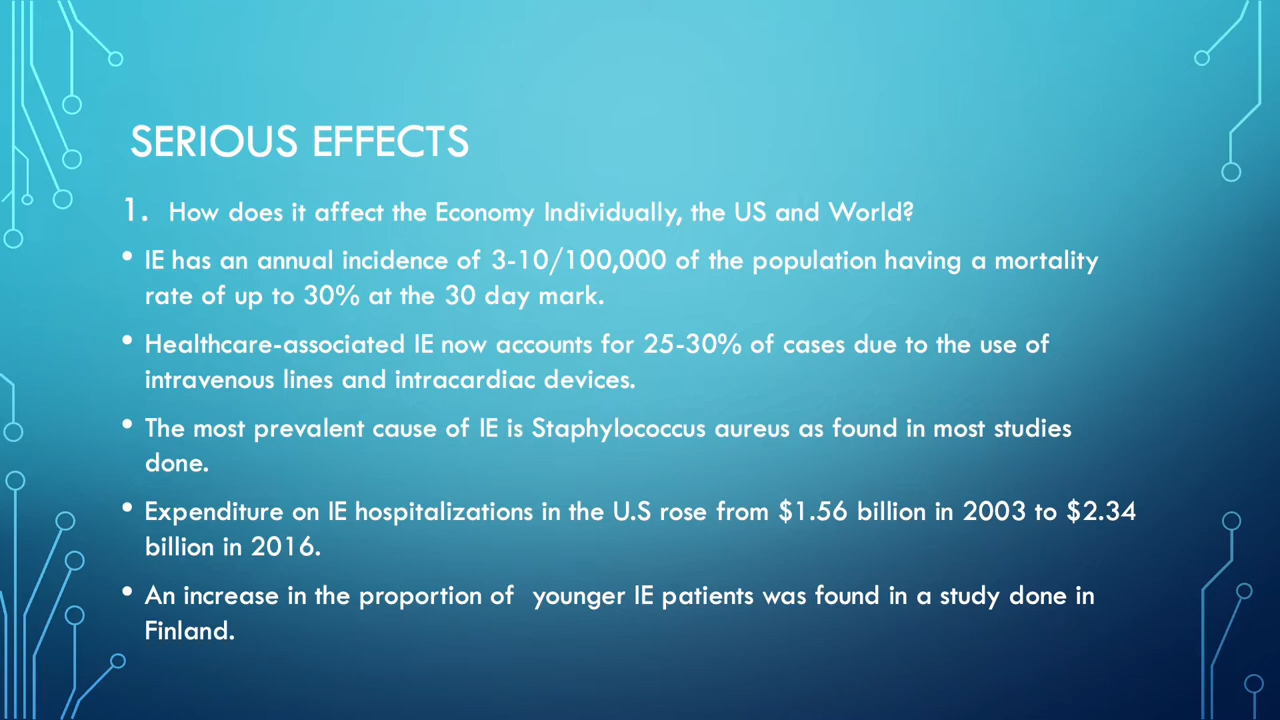 SERIOUS EFFECTS
1. How does it affect the Economy Individually, the US and World?
• IE has an annual incidence of 3-10/100,000 of the population having a mortality
rate of up to 30% at the 30 day mark.
• Healthcare-associated IE now accounts for 25-30% of cases due to the use of
intravenous lines and intracardiac devices.
• The most prevalent cause of IE is Staphylococcus aureus as found in most studies
done.
• Expenditure on IE hospitalizations in the U.S rose from $1.56 billion in 2003 to $2.34
billion in 2016.
• An increase in the proportion of  younger IE patients was found in a study done in
Finland.